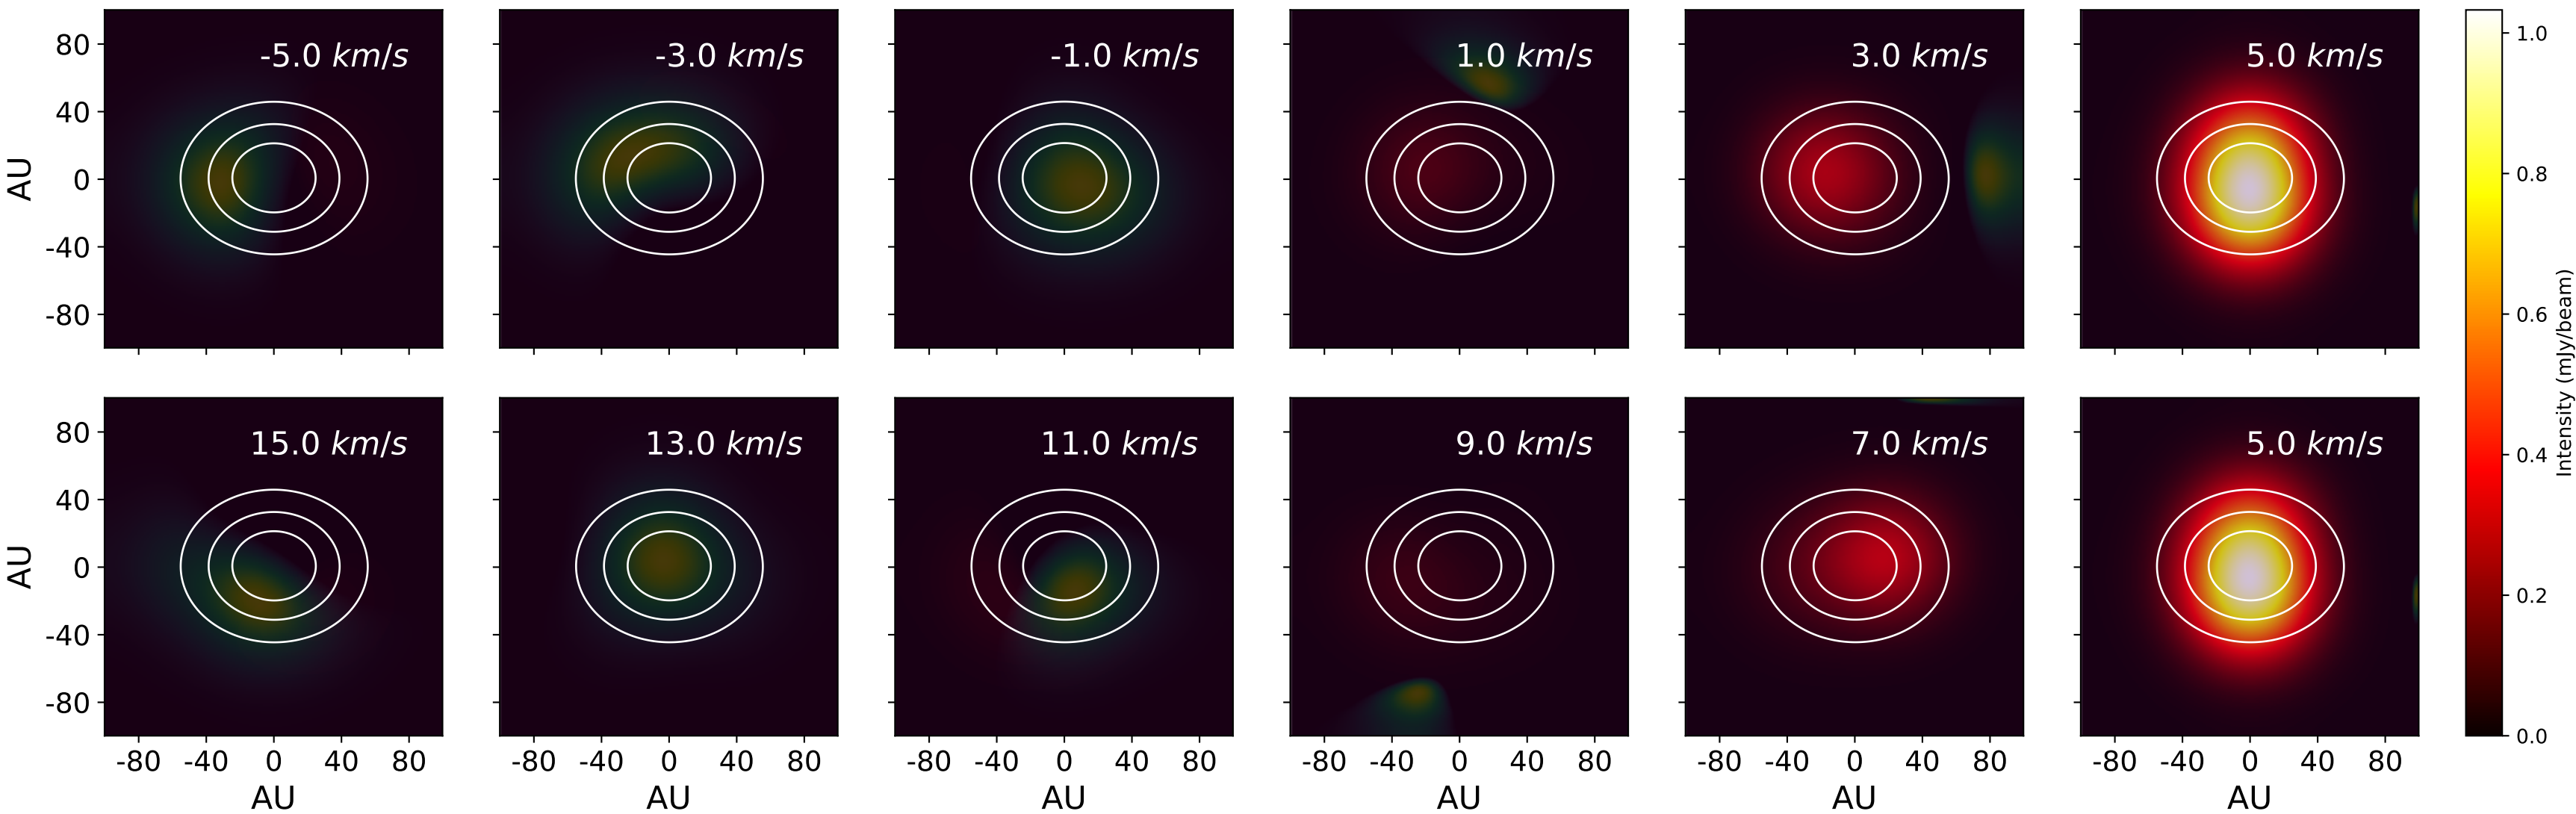 -5.0 km/s
-3.0 km/s
-1.0 km/s
1.0 km/s
3.0 km/s
5.0 km/s
80
40
0
-40
-80
AU
15.0 km/s
13.0 km/s
11.0 km/s
9.0 km/s
7.0 km/s
5.0 km/s
80
40
0
-40
-80
AU
-80 -40 0 40 80
-80 -40 0 40 80
-80 -40 0 40 80
-80 -40 0 40 80
-80 -40 0 40 80
-80 -40 0 40 80
AU
AU
AU
AU
AU
AU
1.0
0.8
0.6
0.4
0.2
0.0
Intensity (mJy/beam)